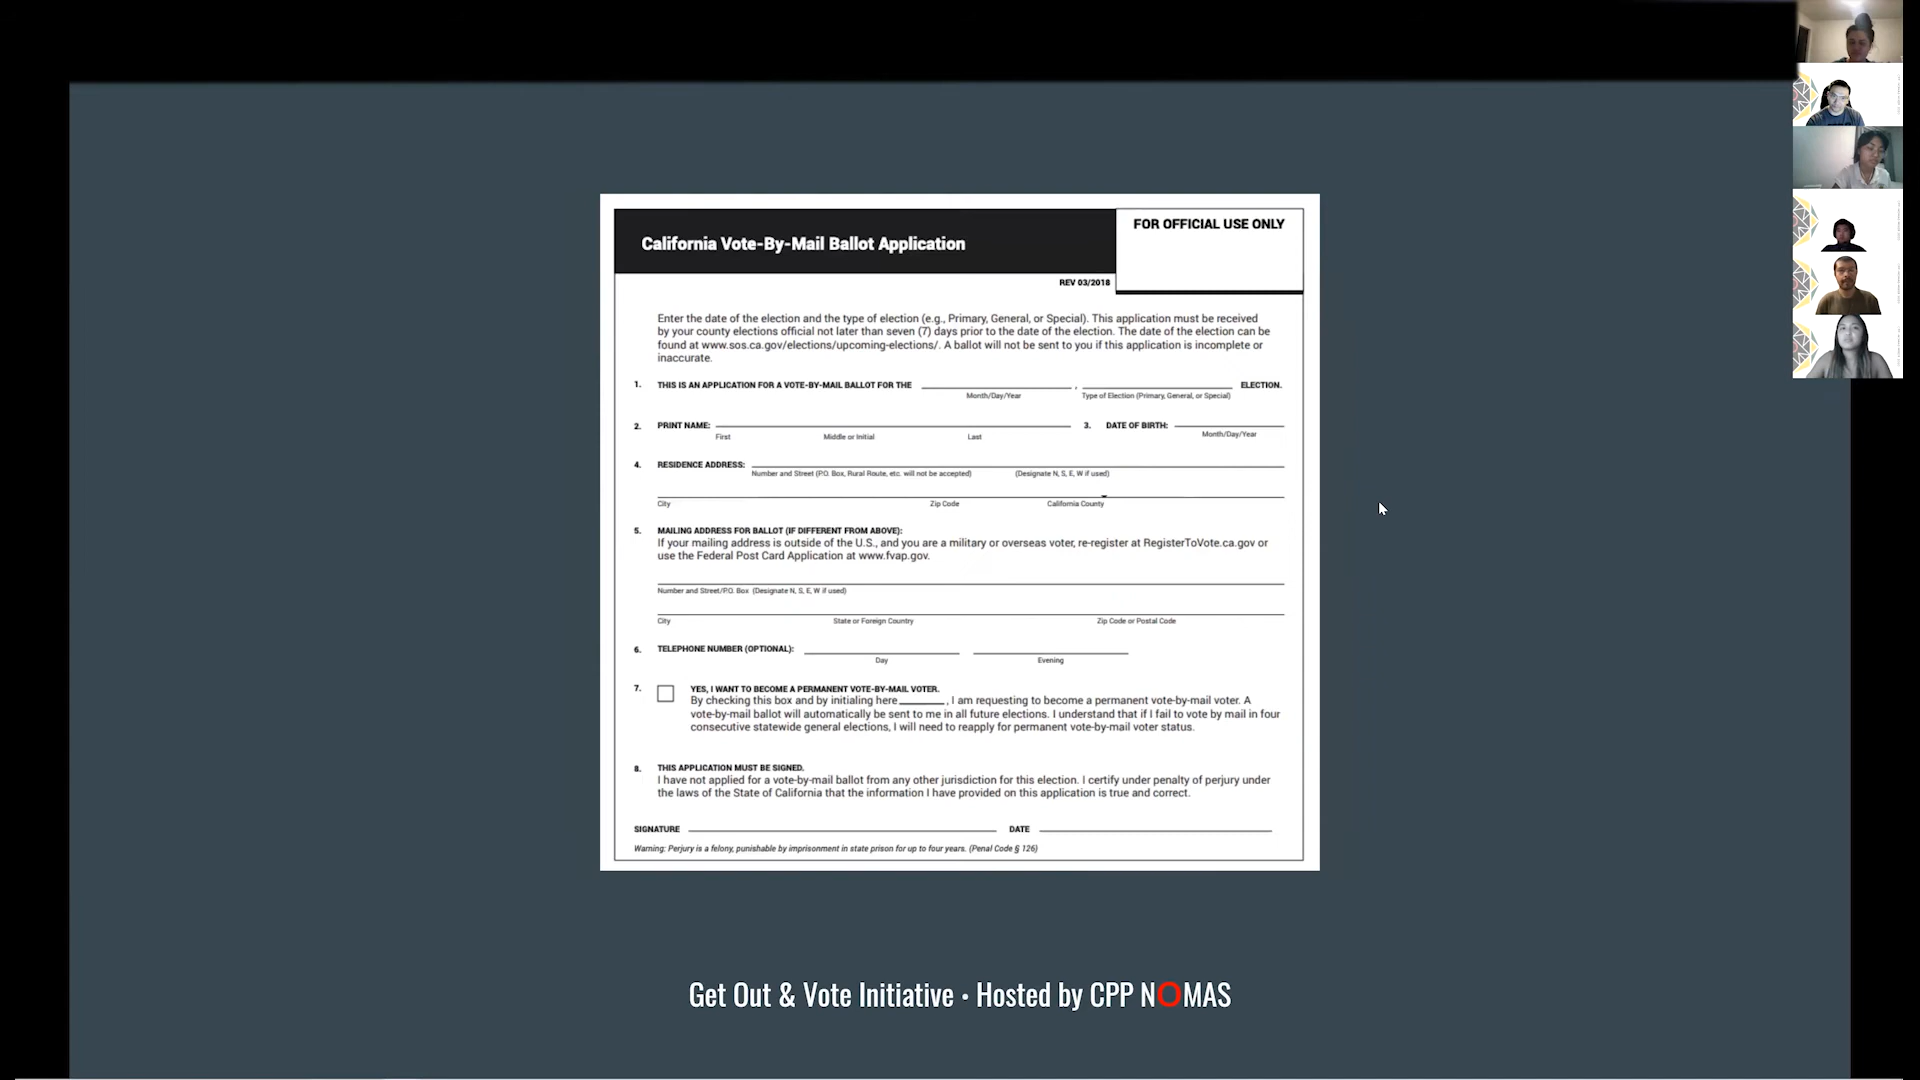 California Vote-By-Mail Ballot Application
FOR OFFICIAL USE ONLY
REV 03/2018
Enter the date of the election and the type of election (e.g., Primary, General, or Special). This application must be received
by your county elections official not later than seven (7) days prior to the date of the election. The date of the election can be
found at www.sos.ca.gov/elections/upcoming-elections/. A ballot will not be sent to you if this application is incomplete or
inaccurate.
1. THIS IS AN APPLICATION FOR A VOTE-BY-MAIL BALLOT FOR THE , ELECTION.
Month/Day/Year Type of Election (Primary, General, or Special)
2. PRINT NAME: 3. DATE OF BIRTH:
First Middle or Initial Last Month/Day/Year
4. RESIDENCE ADDRESS:
Number and Street (P.O. Box, Rural Route, etc. will not be accepted) (Designate N, S, E, W if used)
City Zip Code California County
5. MAILING ADDRESS FOR BALLOT (IF DIFFERENT FROM ABOVE):
If your mailing address is outside of the U.S., and you are a military or overseas voter, re-register at RegisterToVote.ca.gov or
use the Federal Post Card Application at www.fvap.gov.
Number and Street/P.O. Box (Designate N, S, E, W if used)
City State or Foreign Country Zip Code or Postal Code
6. TELEPHONE NUMBER (OPTIONAL):
Day Evening
7. YES, I WANT TO BECOME A PERMANENT VOTE-BY-MAIL VOTER.
By checking this box and by initialing here ________, I am requesting to become a permanent vote-by-mail voter. A
vote-by-mail ballot will automatically be sent to me in all future elections. I understand that if I fail to vote by mail in four
consecutive statewide general elections, I will need to reapply for permanent vote-by-mail voter status.
8. THIS APPLICATION MUST BE SIGNED.
I have not applied for a vote-by-mail ballot from any other jurisdiction for this election. I certify under penalty of perjury under
the laws of the State of California that the information I have provided on this application is true and correct.
SIGNATURE DATE
Warning: Perjury is a felony, punishable by imprisonment in state prison for up to four years. (Penal Code § 126)
Get Out & Vote Initiative • Hosted by CPP NOMAS